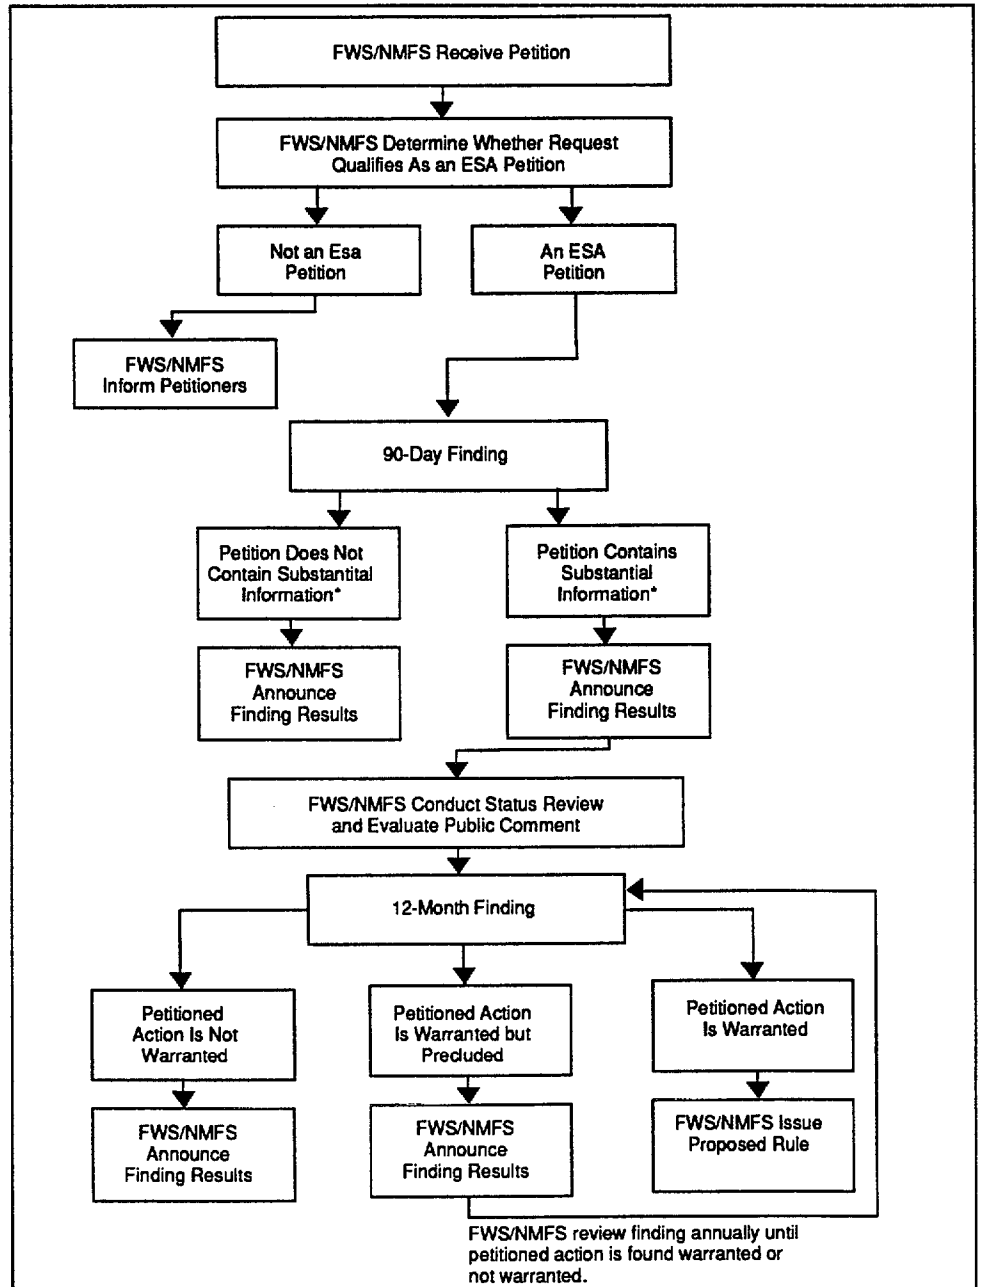 FWS/NMFS Receive Petition
FWS/NMFS Determine Whether Request
Qualifies As an ESA Petition
Not an Esa
Petition
An ESA
Petition
FWS/NMFS
Inform Petitioners
90-Day Finding
Petition Does Not
Contain Substantital
Information*
Petition Contains
Substantial
Information*
FWS/NMFS
Announce
Finding Results
FWS/NMFS
Announce
Finding Results
FWS/NMFS Conduct Status Review
and Evaluate Public Comment
12-Month Finding
Petitioned
Action Is Not
Warranted
Petitioned Action
Is Warranted but
Precluded
Petitioned Action
Is Warranted
FWS/NMFS
Announce
Finding Results
FWS/NMFS
Announce
Finding Results
FWS/NMFS Issue
Proposed Rule
FWS/NMFS review finding annually until
petitioned action is found warranted or
not warranted.